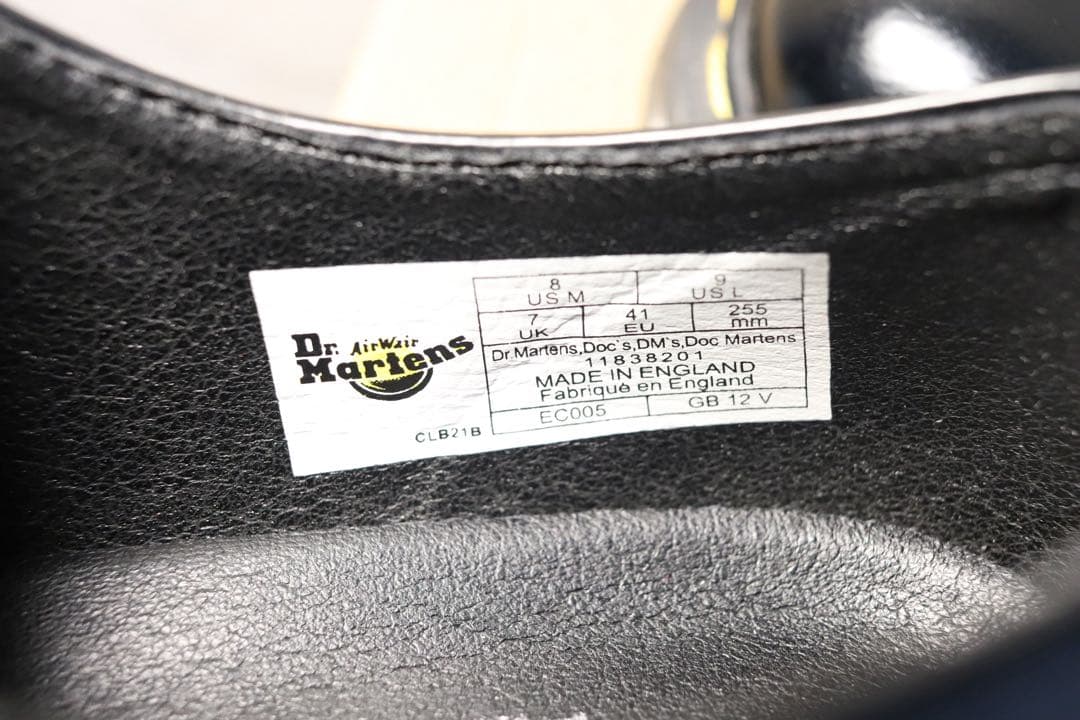 Dr. AirWair
Martens
CLB21B
8 9
US M US L
7 41 255
UK EU mm
Dr.Martens,Doc`s,DM`s,Doc Martens
11838201
MADE IN ENGLAND
Fabriqué en England
EC005 GB 12 V